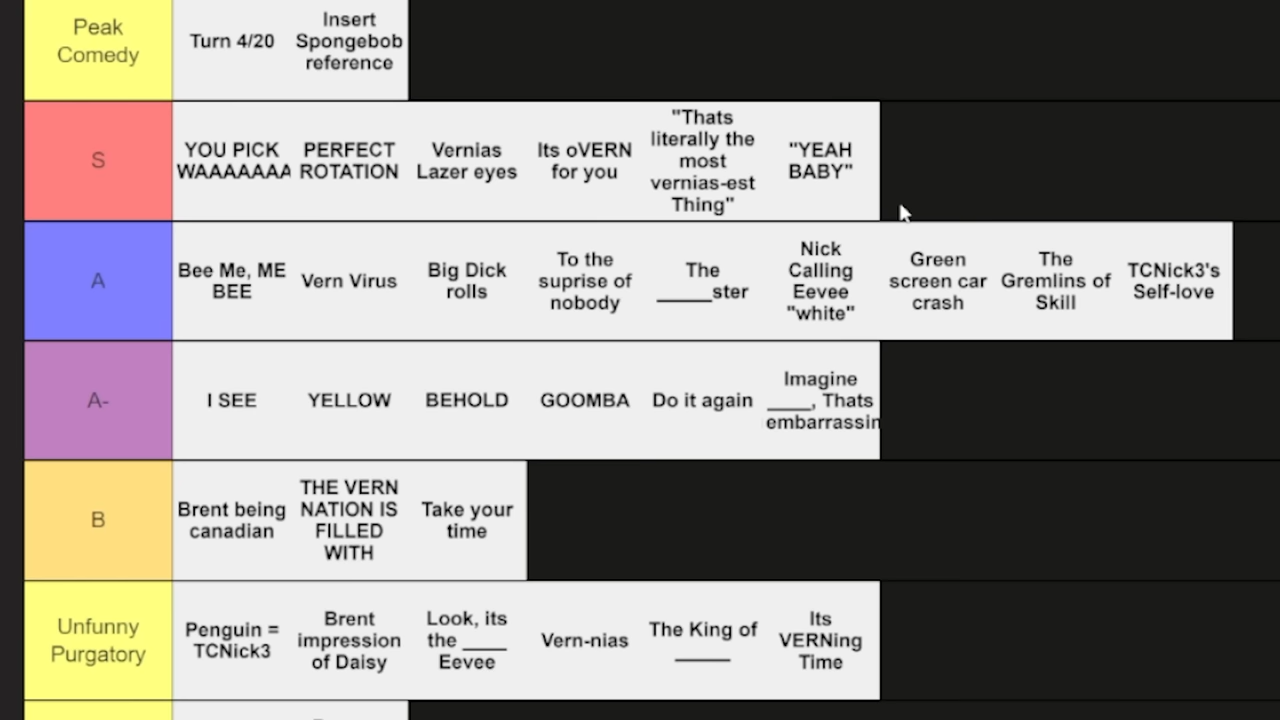 Peak
Comedy
Turn 4/20
Insert
Spongebob
reference
S
YOU PICK
WAAAAAAA
PERFECT
ROTATION
Vernias
Lazer eyes
Its oVERN
for you
"Thats
literally the
most
vernias-est
Thing"
"YEAH
BABY"
A
Bee Me, ME
BEE
Vern Virus
Big Dick
rolls
To the
suprise of
nobody
The
_____ster
Nick
Calling
Eevee
"white"
Green
screen car
crash
The
Gremlins of
Skill
TCNick3's
Self-love
A-
I SEE
YELLOW
BEHOLD
GOOMBA
Do it again
Imagine
____, Thats
embarrassin
B
Brent being
canadian
THE VERN
NATION IS
FILLED
WITH
Take your
time
Unfunny
Purgatory
Penguin =
TCNick3
Brent
impression
of Daisy
Look, its
the ____
Eevee
Vern-nias
The King of
_____
Its
VERNing
Time